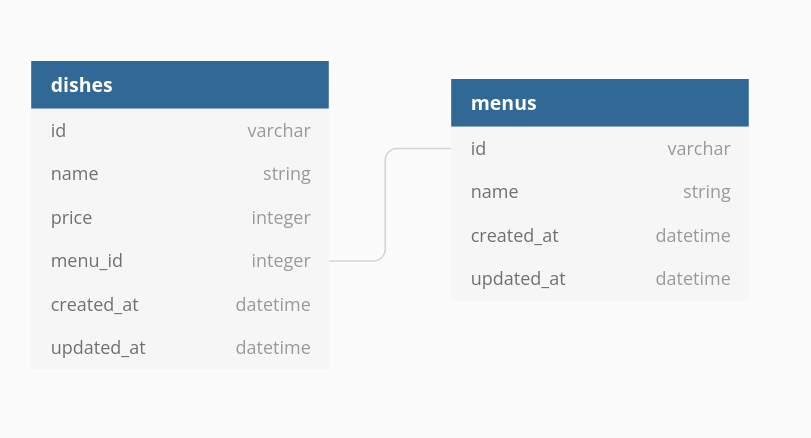 dishes
id varchar
name string
price integer
menu_id integer
created_at datetime
updated_at datetime
menus
id varchar
name string
created_at datetime
updated_at datetime